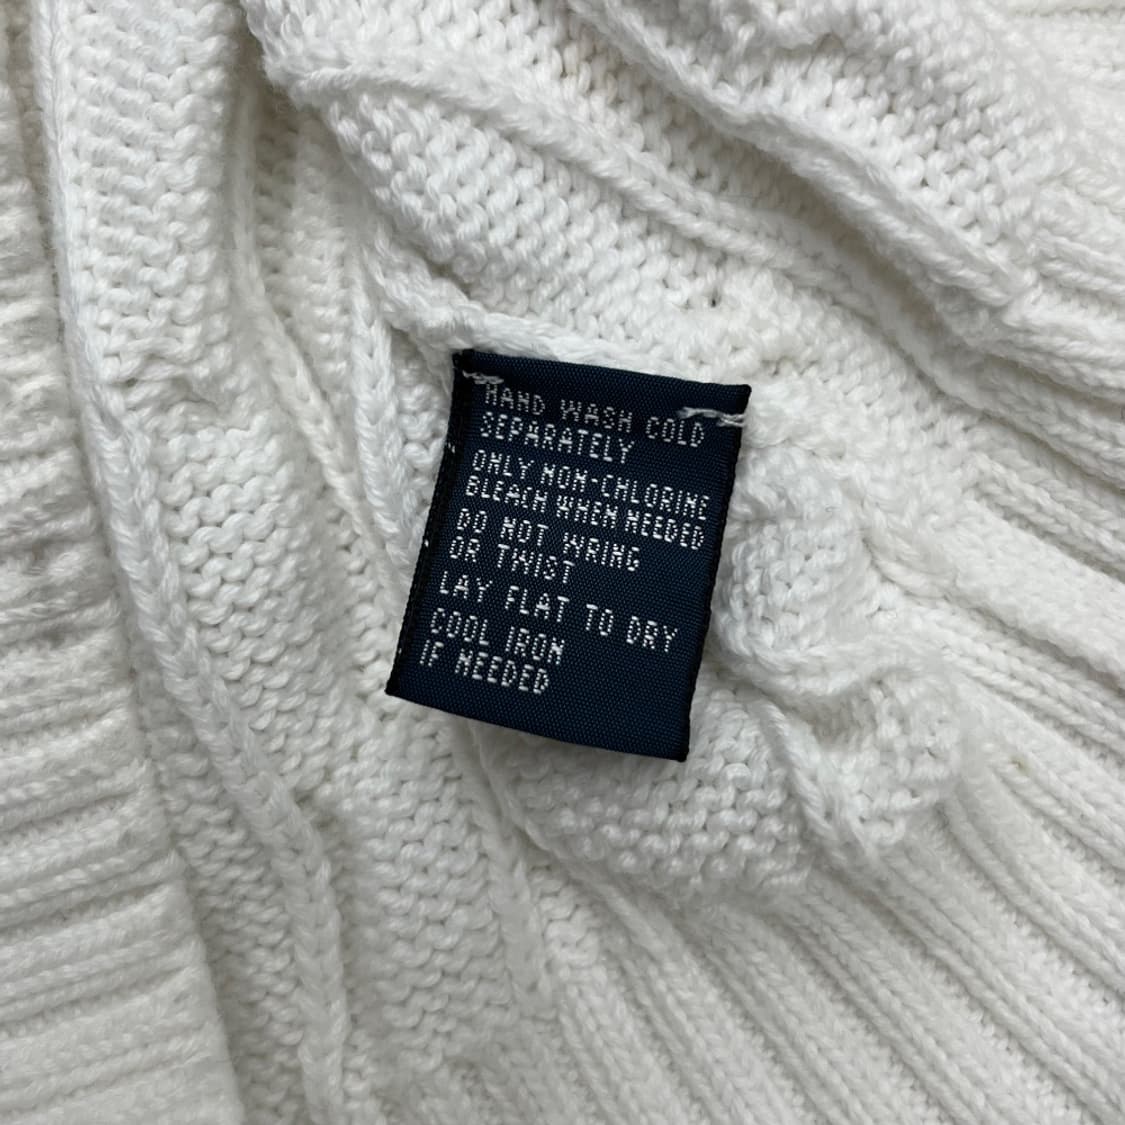 HAND WASH COLD
SEPARATELY
ONLY NON-CHLORINE
BLEACH WHEN NEEDED
DO NOT WRING
OR TWIST
LAY FLAT TO DRY
COOL IRON
IF NEEDED